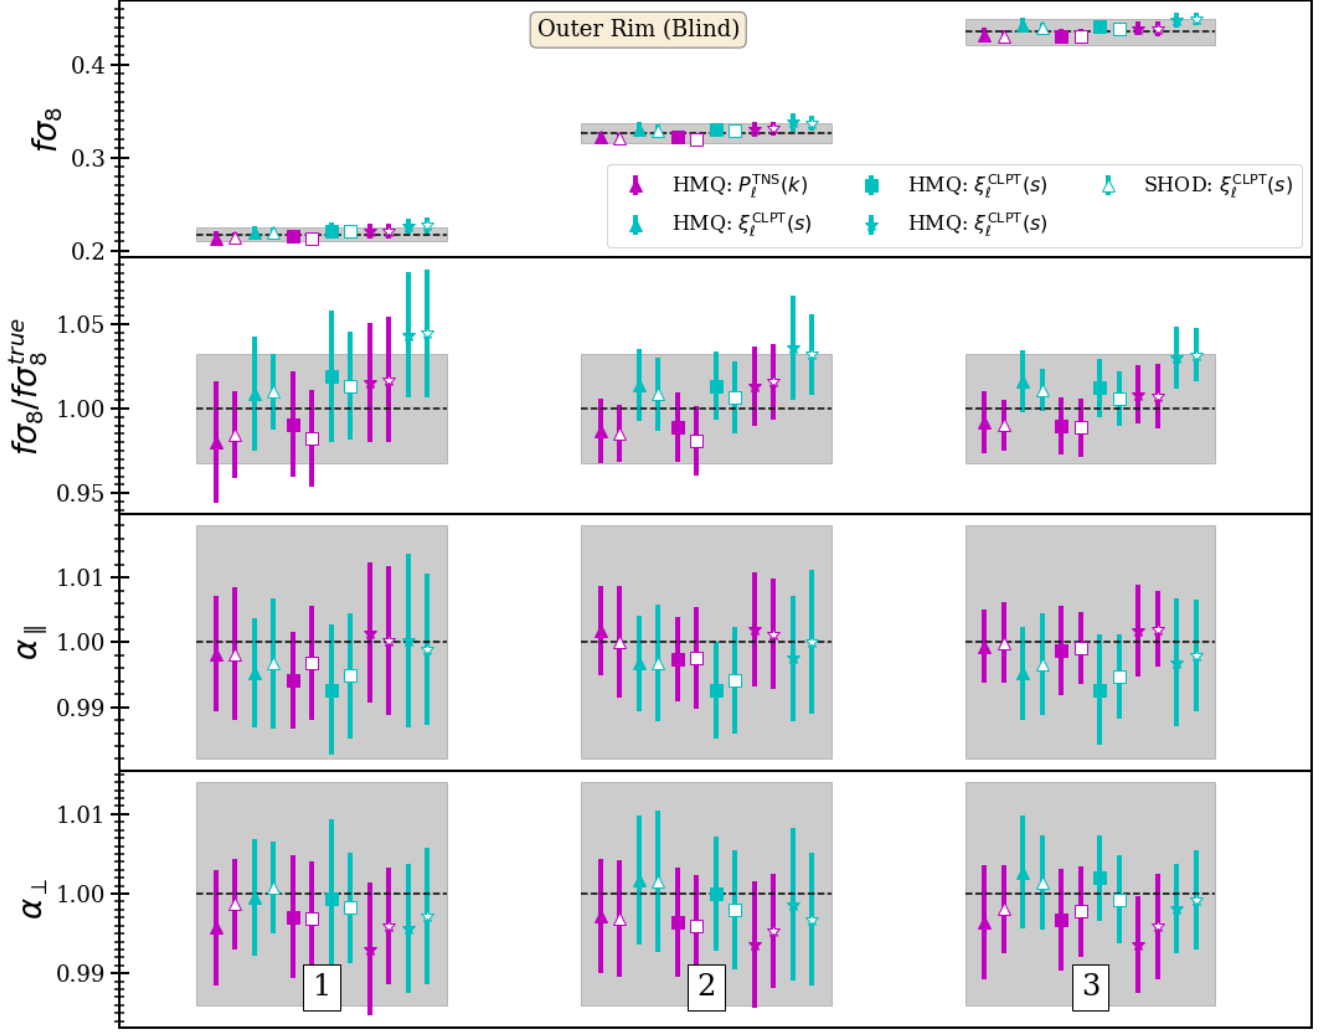 Outer Rim (Blind)
fσ₈
0.4
0.3
0.2
HMQ: P_ℓ^TNS(k)
HMQ: ξ_ℓ^CLPT(s)
SHOD: ξ_ℓ^CLPT(s)
HMQ: ξ_ℓ^CLPT(s)
HMQ: ξ_ℓ^CLPT(s)
fσ₈/fσ₈^true
1.05
1.00
0.95
α_∥
1.01
1.00
0.99
α_⊥
1.01
1.00
0.99
1
2
3